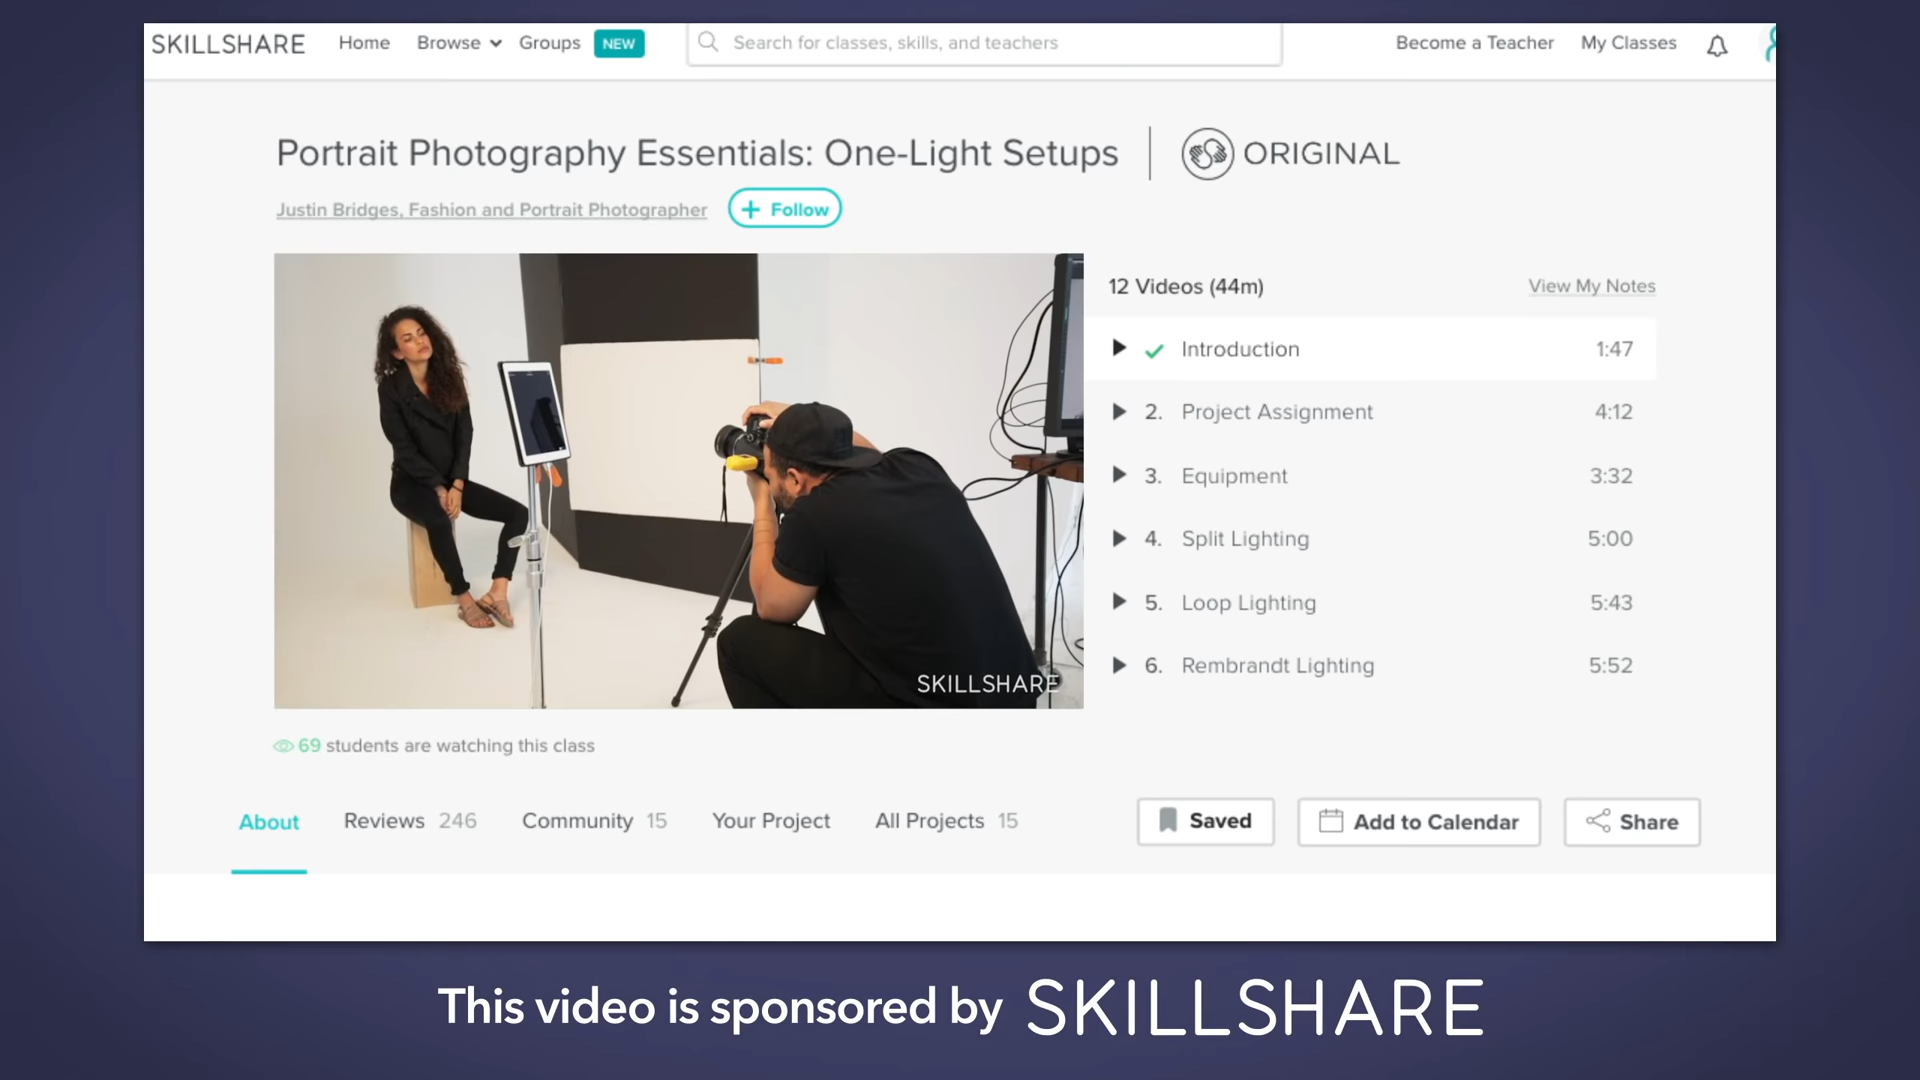 SKILLSHARE Home Browse Groups NEW Search for classes, skills, and teachers Become a Teacher My Classes
Portrait Photography Essentials: One-Light Setups ORIGINAL
Justin Bridges, Fashion and Portrait Photographer + Follow
12 Videos (44m) View My Notes
Introduction 1:47
2. Project Assignment 4:12
3. Equipment 3:32
4. Split Lighting 5:00
5. Loop Lighting 5:43
6. Rembrandt Lighting 5:52
SKILLSHARE
69 students are watching this class
About Reviews 246 Community 15 Your Project All Projects 15 Saved Add to Calendar Share
This video is sponsored by SKILLSHARE